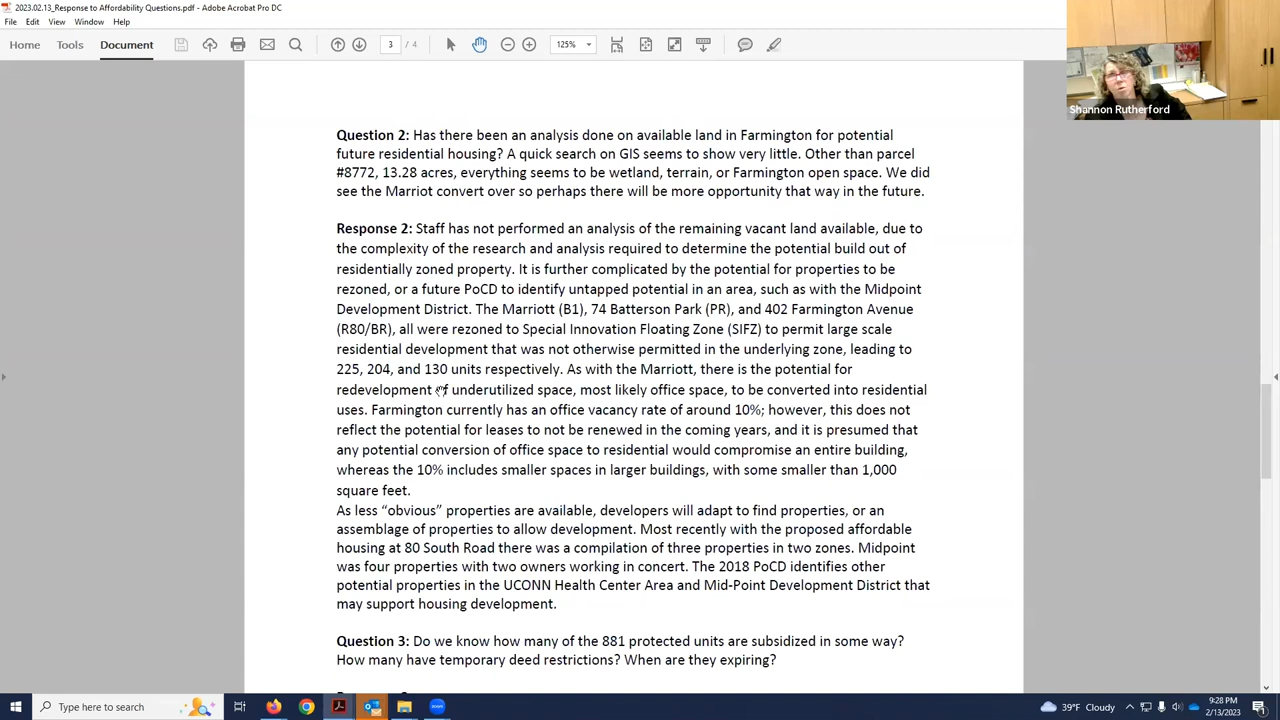 2023.02.13_Response to Affordability Questions.pdf - Adobe Acrobat Pro DC
File Edit View Window Help
Home Tools Document 3 / 4 125%
Shannon Rutherford
Question 2: Has there been an analysis done on available land in Farmington for potential
future residential housing? A quick search on GIS seems to show very little. Other than parcel
#8772, 13.28 acres, everything seems to be wetland, terrain, or Farmington open space. We did
see the Marriot convert over so perhaps there will be more opportunity that way in the future.
Response 2: Staff has not performed an analysis of the remaining vacant land available, due to
the complexity of the research and analysis required to determine the potential build out of
residentially zoned property. It is further complicated by the potential for properties to be
rezoned, or a future PoCD to identify untapped potential in an area, such as with the Midpoint
Development District. The Marriott (B1), 74 Batterson Park (PR), and 402 Farmington Avenue
(R80/BR), all were rezoned to Special Innovation Floating Zone (SIFZ) to permit large scale
residential development that was not otherwise permitted in the underlying zone, leading to
225, 204, and 130 units respectively. As with the Marriott, there is the potential for
redevelopment of underutilized space, most likely office space, to be converted into residential
uses. Farmington currently has an office vacancy rate of around 10%; however, this does not
reflect the potential for leases to not be renewed in the coming years, and it is presumed that
any potential conversion of office space to residential would compromise an entire building,
whereas the 10% includes smaller spaces in larger buildings, with some smaller than 1,000
square feet.
As less “obvious” properties are available, developers will adapt to find properties, or an
assemblage of properties to allow development. Most recently with the proposed affordable
housing at 80 South Road there was a compilation of three properties in two zones. Midpoint
was four properties with two owners working in concert. The 2018 PoCD identifies other
potential properties in the UCONN Health Center Area and Mid-Point Development District that
may support housing development.
Question 3: Do we know how many of the 881 protected units are subsidized in some way?
How many have temporary deed restrictions? When are they expiring?
Type here to search
39°F Cloudy
9:28 PM
2/13/2023